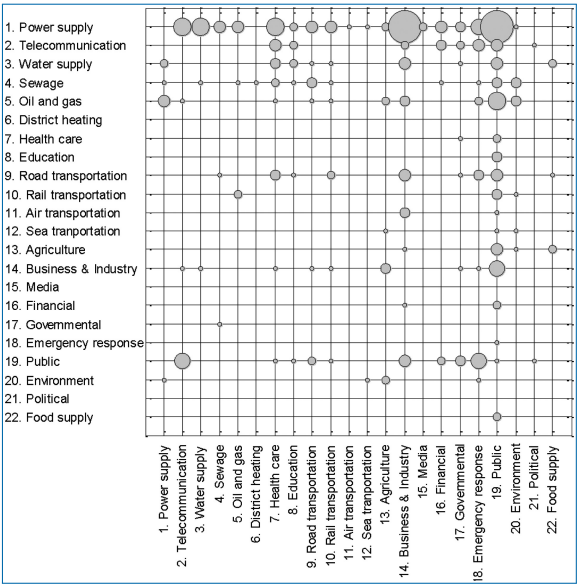 1. Power supply
2. Telecommunication
3. Water supply
4. Sewage
5. Oil and gas
6. District heating
7. Health care
8. Education
9. Road transportation
10. Rail transportation
11. Air transportation
12. Sea tranportation
13. Agriculture
14. Business & Industry
15. Media
16. Financial
17. Governmental
18. Emergency response
19. Public
20. Environment
21. Political
22. Food supply
1. Power supply
2. Telecommunication
3. Water supply
4. Sewage
5. Oil and gas
6. District heating
7. Health care
8. Education
9. Road transportation
10. Rail transportation
11. Air transportation
12. Sea tranportation
13. Agriculture
14. Business & Industry
15. Media
16. Financial
17. Governmental
18. Emergency response
19. Public
20. Environment
21. Political
22. Food supply